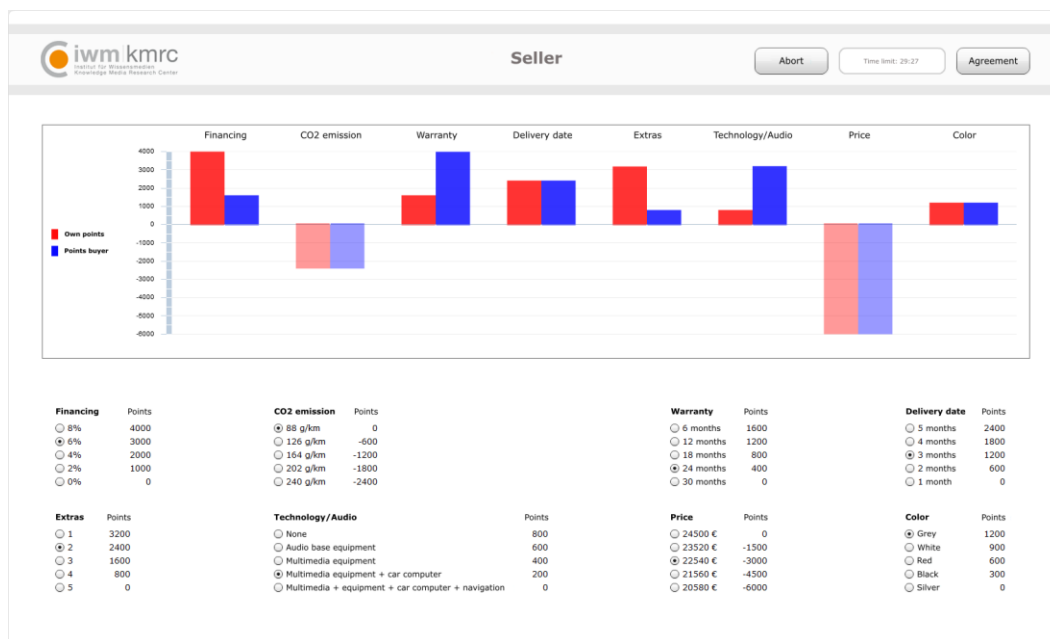 iwm|kmrc
Institut für Wissensmedien
Knowledge Media Research Center
Seller
Abort
Time limit: 29:27
Agreement
Financing CO2 emission Warranty Delivery date Extras Technology/Audio Price Color
4000
3000
2000
1000
0
-1000
-2000
-3000
-4000
-5000
-6000
Own points
Points buyer
Financing Points
8% 4000
6% 3000
4% 2000
2% 1000
0% 0
CO2 emission Points
88 g/km 0
126 g/km -600
164 g/km -1200
202 g/km -1800
240 g/km -2400
Warranty Points
6 months 1600
12 months 1200
18 months 800
24 months 400
30 months 0
Delivery date Points
5 months 2400
4 months 1800
3 months 1200
2 months 600
1 month 0
Extras Points
1 3200
2 2400
3 1600
4 800
5 0
Technology/Audio Points
None 800
Audio base equipment 600
Multimedia equipment 400
Multimedia equipment + car computer 200
Multimedia + equipment + car computer + navigation 0
Price Points
24500 € 0
23520 € -1500
22540 € -3000
21560 € -4500
20580 € -6000
Color Points
Grey 1200
White 900
Red 600
Black 300
Silver 0